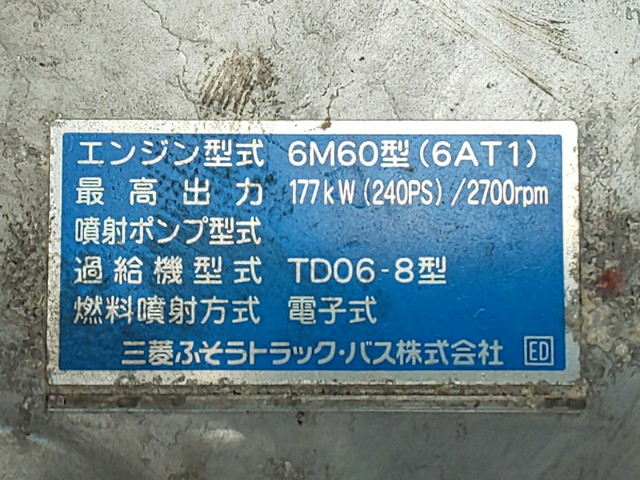 エンジン型式 6M60型(6AT1)
最高出力 177kW(240PS)/2700rpm
噴射ポンプ型式
過給機型式 TD06-8型
燃料噴射方式 電子式
三菱ふそうトラック・バス株式会社 ED